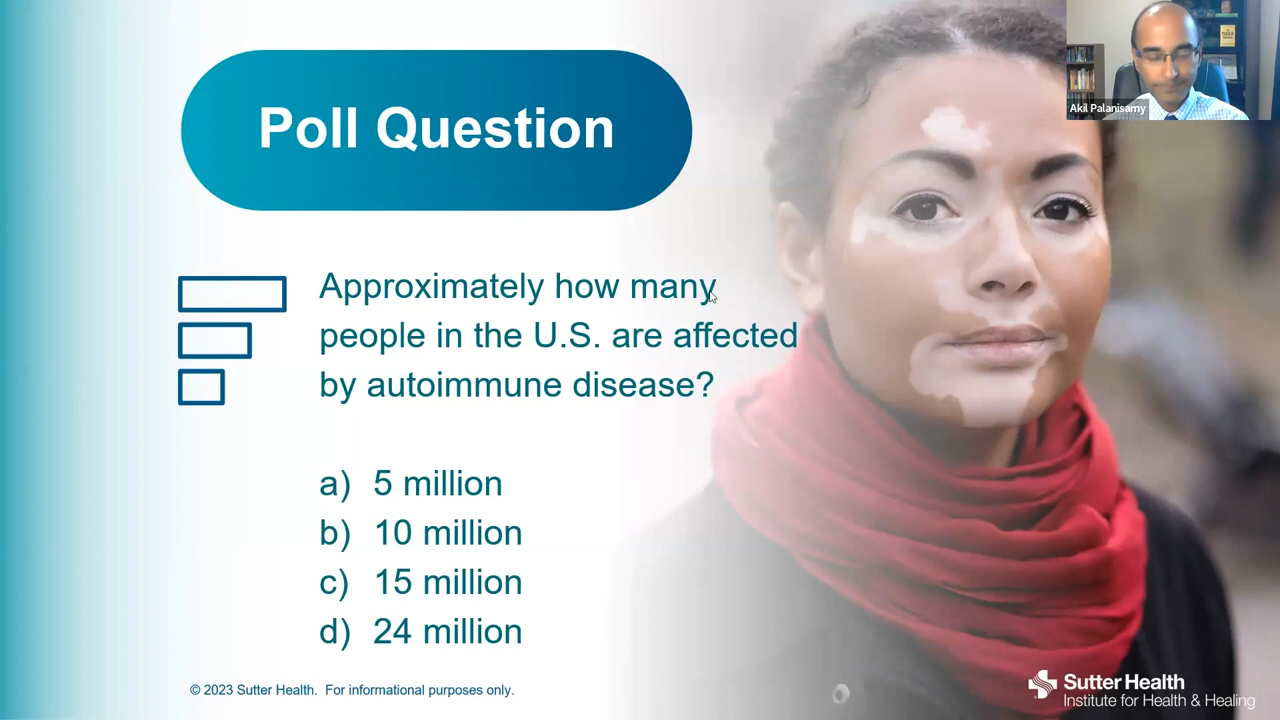 Poll Question
Akil Palanisamy
Approximately how many
people in the U.S. are affected
by autoimmune disease?
a) 5 million
b) 10 million
c) 15 million
d) 24 million
© 2023 Sutter Health. For informational purposes only.
Sutter Health
Institute for Health & Healing